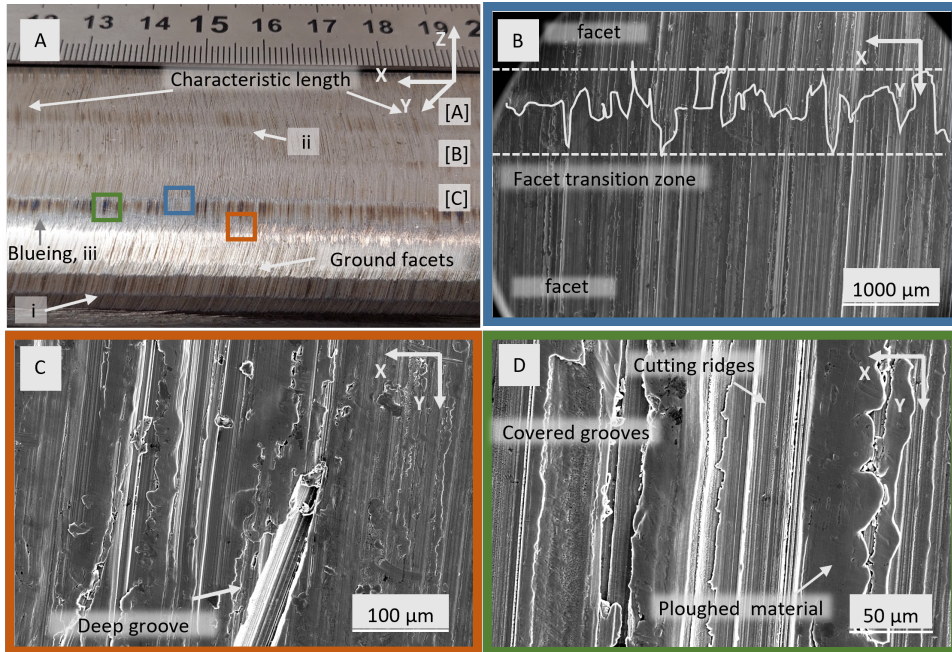 A
12
13
14
15
16
17
18
19
2
Z
X
Y
Characteristic length
[A]
ii
[B]
[C]
Blueing, iii
Ground facets
i
B
facet
X
Y
Facet transition zone
facet
1000 µm
C
X
Y
Deep groove
100 µm
D
Cutting ridges
X
Y
Covered grooves
Ploughed material
50 µm